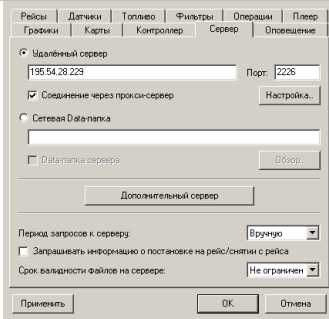 Рейсы Датчики Топливо Фильтры Операции Плеер
Графики Карты Контроллер Сервер Оповещение
Удалённый сервер
195.54.28.229 Порт: 2226
Соединение через прокси-сервер Настройка...
Сетевая Data-папка
Data-папка сервера Обзор...
Дополнительный сервер
Период запросов к серверу: Вручную
Запрашивать информацию о постановке на рейс/снятии с рейса
Срок валидности файлов на сервере: Не ограничен
Применить OK Отмена